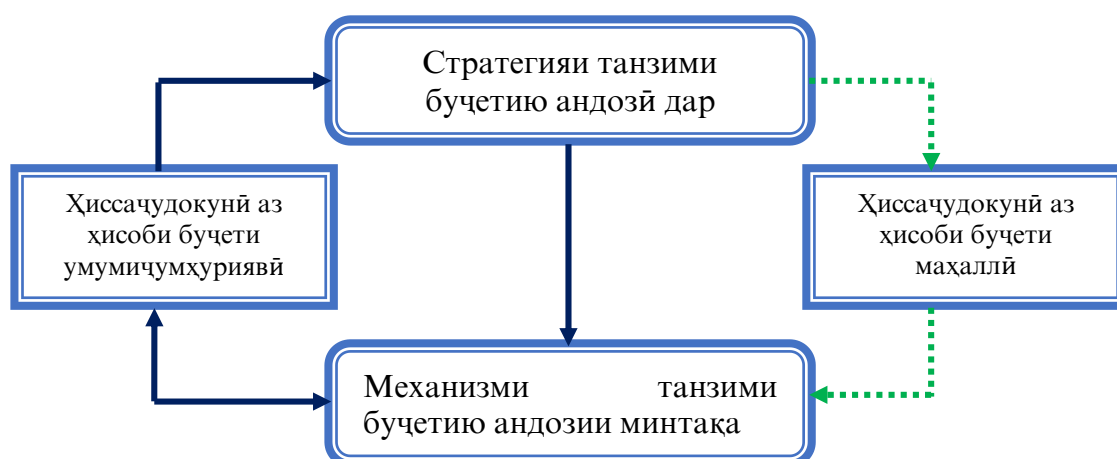 Стратегияи танзими
буҷетию андозӣ дар
Ҳиссаҷудокунӣ аз
ҳисоби буҷети
умумиҷумҳуриявӣ
Ҳиссаҷудокунӣ аз
ҳисоби буҷети
маҳаллӣ
Механизми танзими
буҷетию андозии минтақа